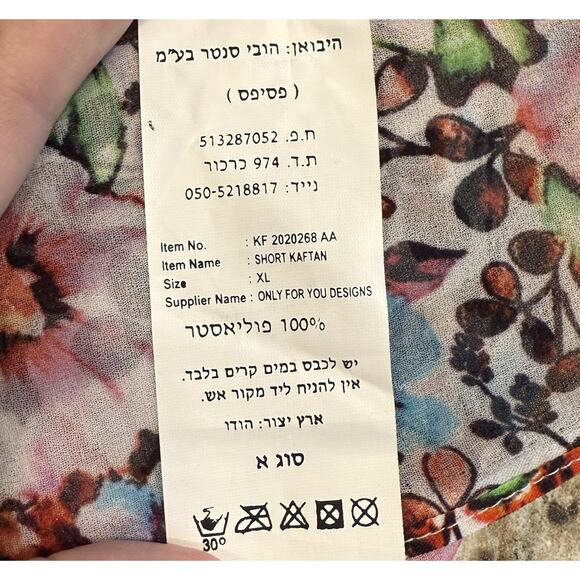 היבואן: הובי סנטר בע״מ
( פסיפס )
ח.פ. 513287052
ת.ד. 974 כרכור
נייד: 050-5218817
Item No. : KF 2020268 AA
Item Name : SHORT KAFTAN
Size : XL
Supplier Name : ONLY FOR YOU DESIGNS
100% פוליאסטר
יש לכבס במים קרים בלבד.
אין להניח ליד מקור אש.
ארץ יצור: הודו
סוג א
30°